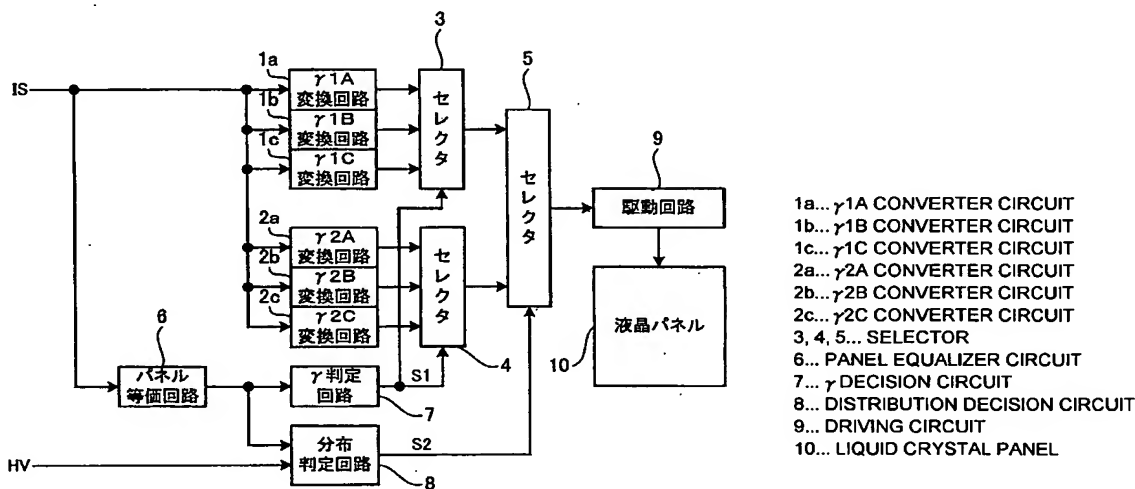 3
5
1a
γ1A
変換回路
1b
γ1B
変換回路
1c
γ1C
変換回路
セレクタ
セレクタ
IS
9
駆動回路
2a
γ2A
変換回路
2b
γ2B
変換回路
2c
γ2C
変換回路
セレクタ
4
10
液晶パネル
6
パネル
等価回路
γ判定
回路
S1
7
HV
分布
判定回路
S2
8
1a... γ1A CONVERTER CIRCUIT
1b... γ1B CONVERTER CIRCUIT
1c... γ1C CONVERTER CIRCUIT
2a... γ2A CONVERTER CIRCUIT
2b... γ2B CONVERTER CIRCUIT
2c... γ2C CONVERTER CIRCUIT
3, 4, 5... SELECTOR
6... PANEL EQUALIZER CIRCUIT
7... γ DECISION CIRCUIT
8... DISTRIBUTION DECISION CIRCUIT
9... DRIVING CIRCUIT
10... LIQUID CRYSTAL PANEL